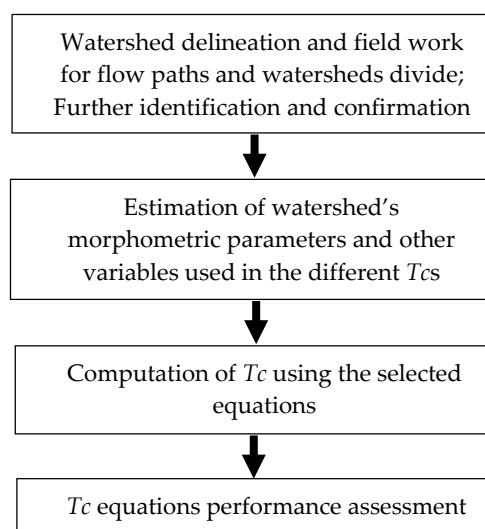 Watershed delineation and field work
for flow paths and watersheds divide;
Further identification and confirmation
Estimation of watershed’s
morphometric parameters and other
variables used in the different Tcs
Computation of Tc using the selected
equations
Tc equations performance assessment